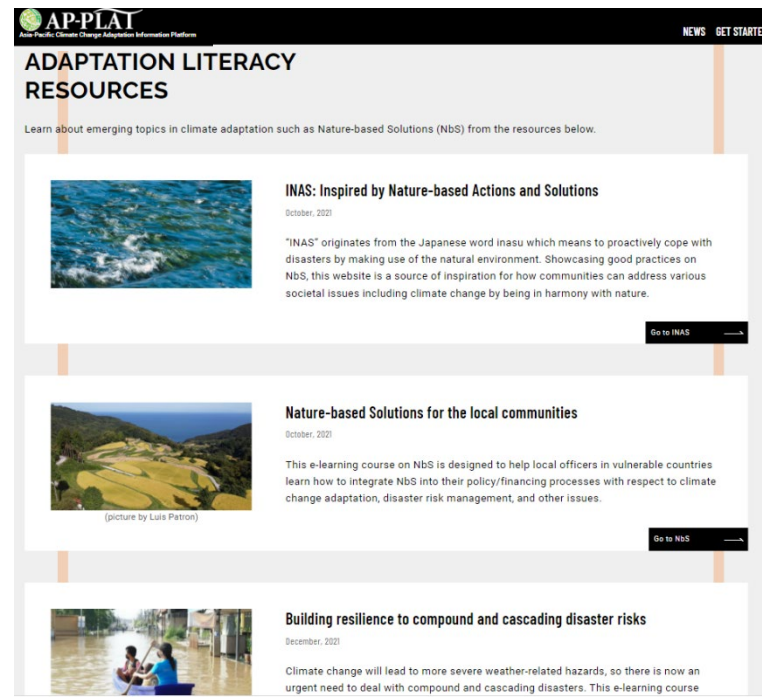 AP-PLAT
Asia-Pacific Climate Change Adaptation Information Platform
NEWS GET STARTE
ADAPTATION LITERACY
RESOURCES
Learn about emerging topics in climate adaptation such as Nature-based Solutions (NbS) from the resources below.
INAS: Inspired by Nature-based Actions and Solutions
October, 2021
"INAS" originates from the Japanese word inasu which means to proactively cope with
disasters by making use of the natural environment. Showcasing good practices on
NbS, this website is a source of inspiration for how communities can address various
societal issues including climate change by being in harmony with nature.
Go to INAS
Nature-based Solutions for the local communities
October, 2021
This e-learning course on NbS is designed to help local officers in vulnerable countries
learn how to integrate NbS into their policy/financing processes with respect to climate
change adaptation, disaster risk management, and other issues.
(picture by Luis Patron)
Go to NbS
Building resilience to compound and cascading disaster risks
December, 2021
Climate change will lead to more severe weather-related hazards, so there is now an
urgent need to deal with compound and cascading disasters. This e-learning course